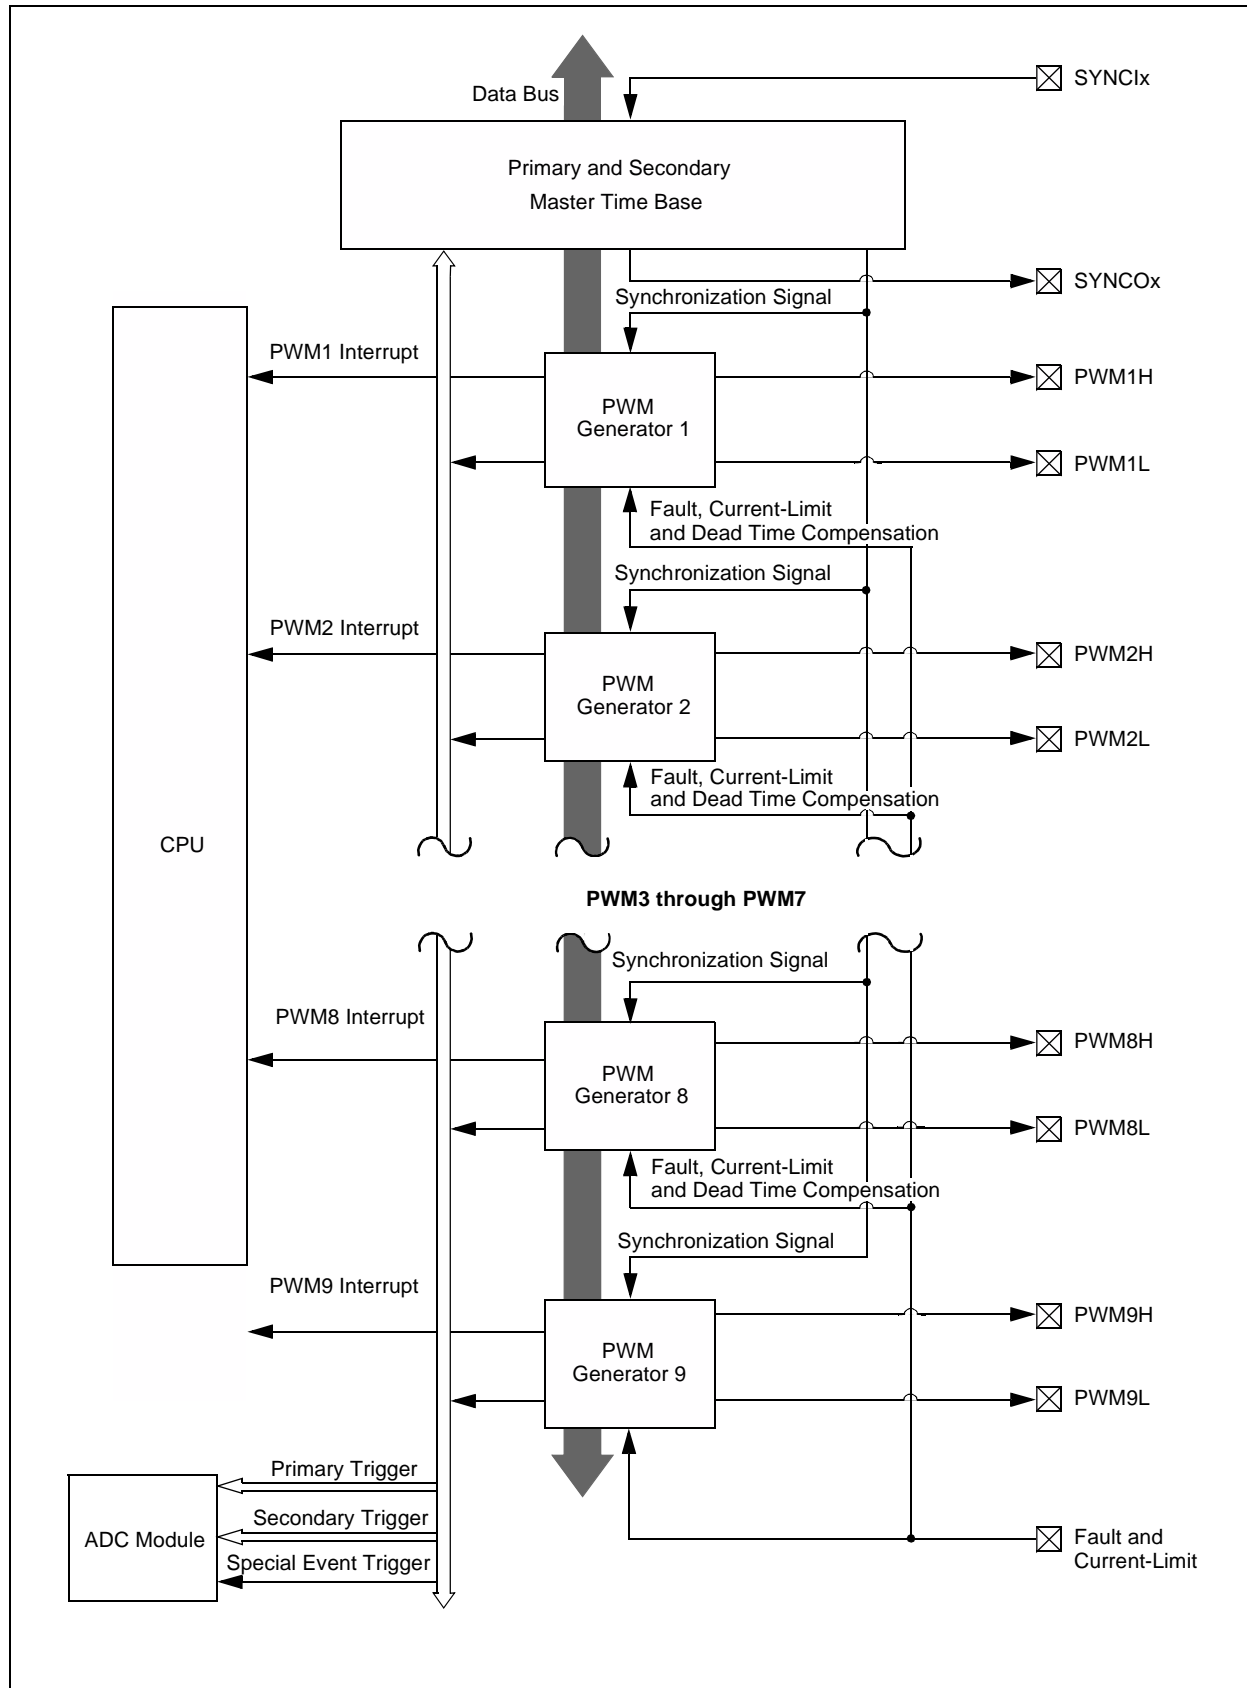 SYNCIx
Data Bus
Primary and Secondary
Master Time Base
SYNCOx
Synchronization Signal
PWM1 Interrupt
PWM1H
PWM
Generator 1
PWM1L
Fault, Current-Limit
and Dead Time Compensation
Synchronization Signal
PWM2 Interrupt
PWM2H
PWM
Generator 2
PWM2L
Fault, Current-Limit
and Dead Time Compensation
CPU
PWM3 through PWM7
Synchronization Signal
PWM8 Interrupt
PWM8H
PWM
Generator 8
PWM8L
Fault, Current-Limit
and Dead Time Compensation
Synchronization Signal
PWM9 Interrupt
PWM9H
PWM
Generator 9
PWM9L
Primary Trigger
Secondary Trigger
ADC Module
Special Event Trigger
Fault and
Current-Limit